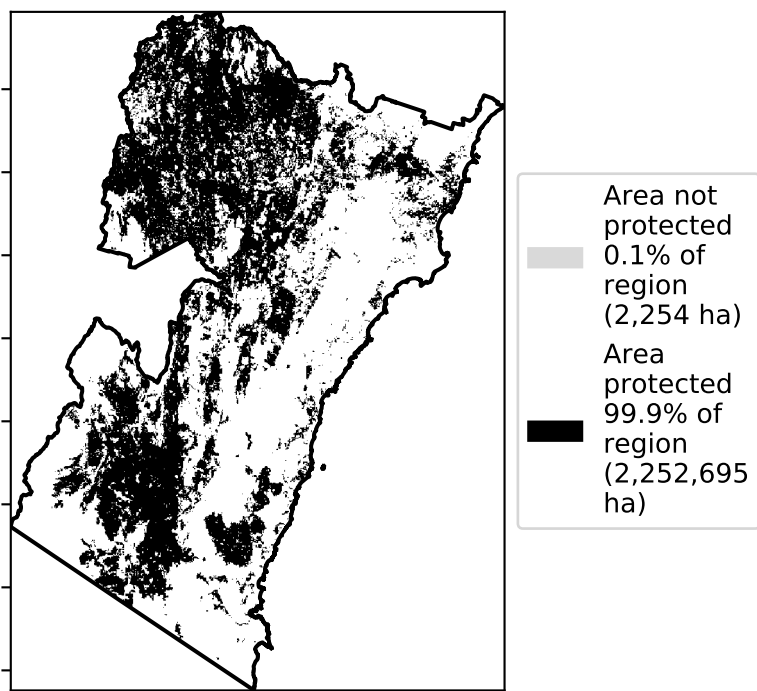 Area not
protected
0.1% of
region
(2,254 ha)
Area
protected
99.9% of
region
(2,252,695
ha)